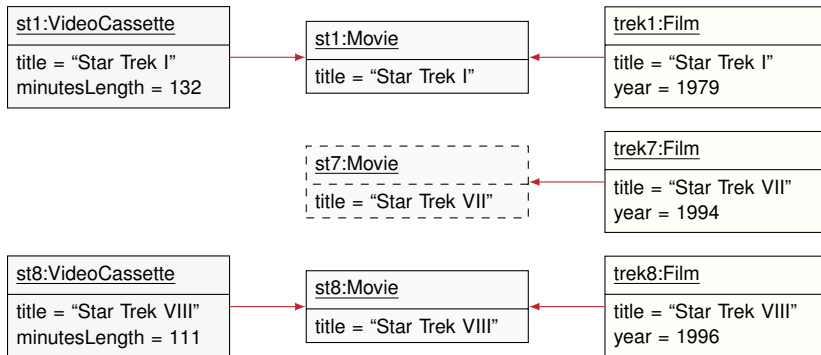 st1:VideoCassette
title = “Star Trek I”
minutesLength = 132
st1:Movie
title = “Star Trek I”
trek1:Film
title = “Star Trek I”
year = 1979
st7:Movie
title = “Star Trek VII”
trek7:Film
title = “Star Trek VII”
year = 1994
st8:VideoCassette
title = “Star Trek VIII”
minutesLength = 111
st8:Movie
title = “Star Trek VIII”
trek8:Film
title = “Star Trek VIII”
year = 1996